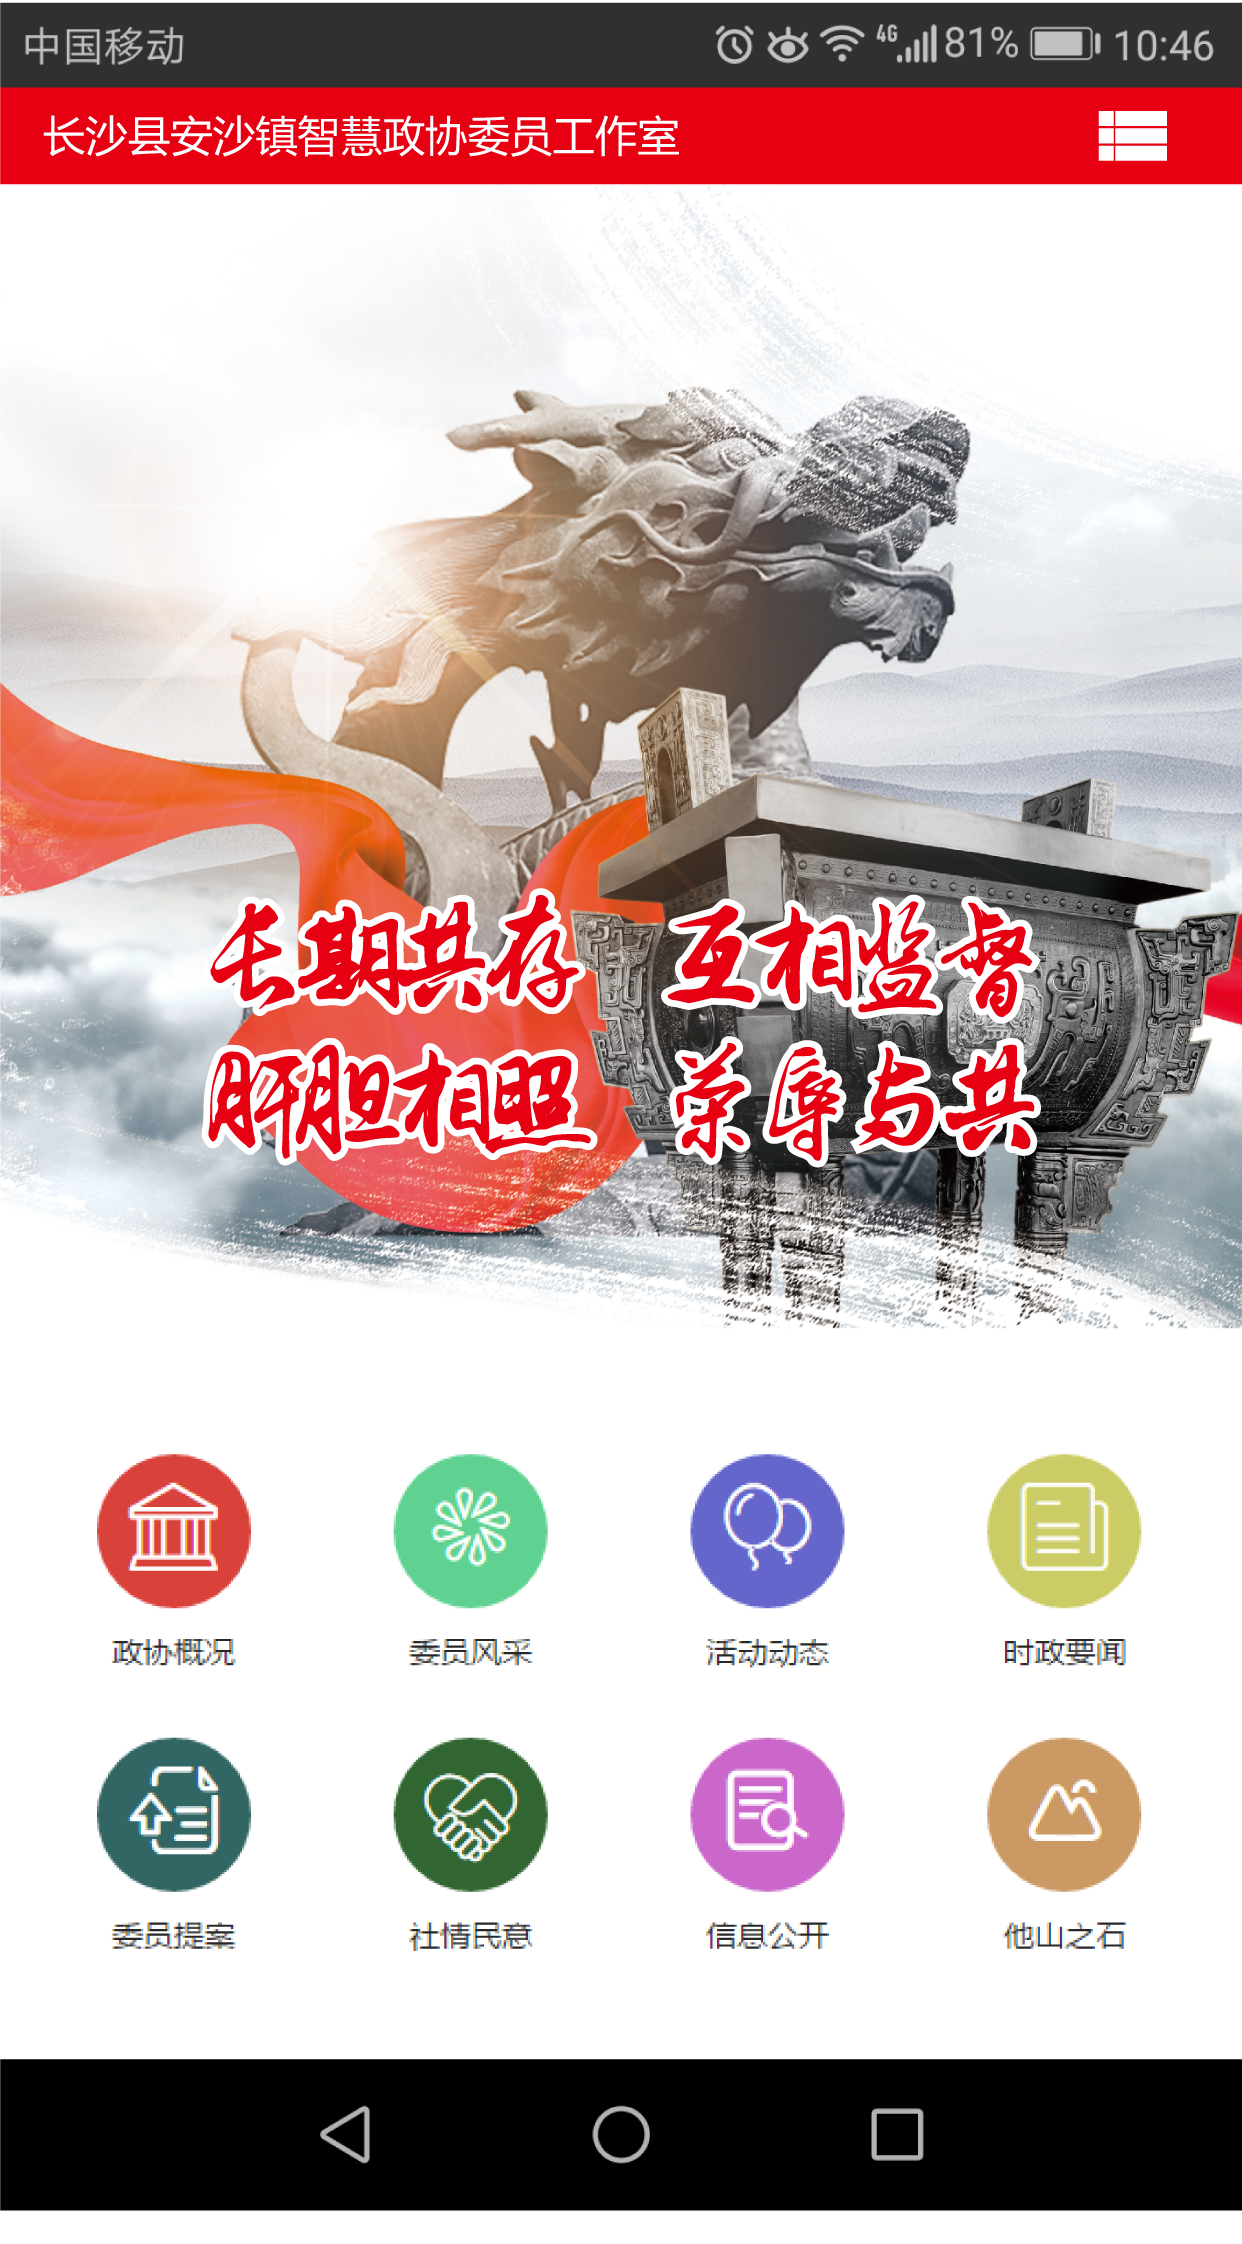 中国移动 4G 81% 10:46
长沙县安沙镇智慧政协委员工作室
长期共存 互相监督
肝胆相照 荣辱与共
政协概况 委员风采 活动动态 时政要闻
委员提案 社情民意 信息公开 他山之石